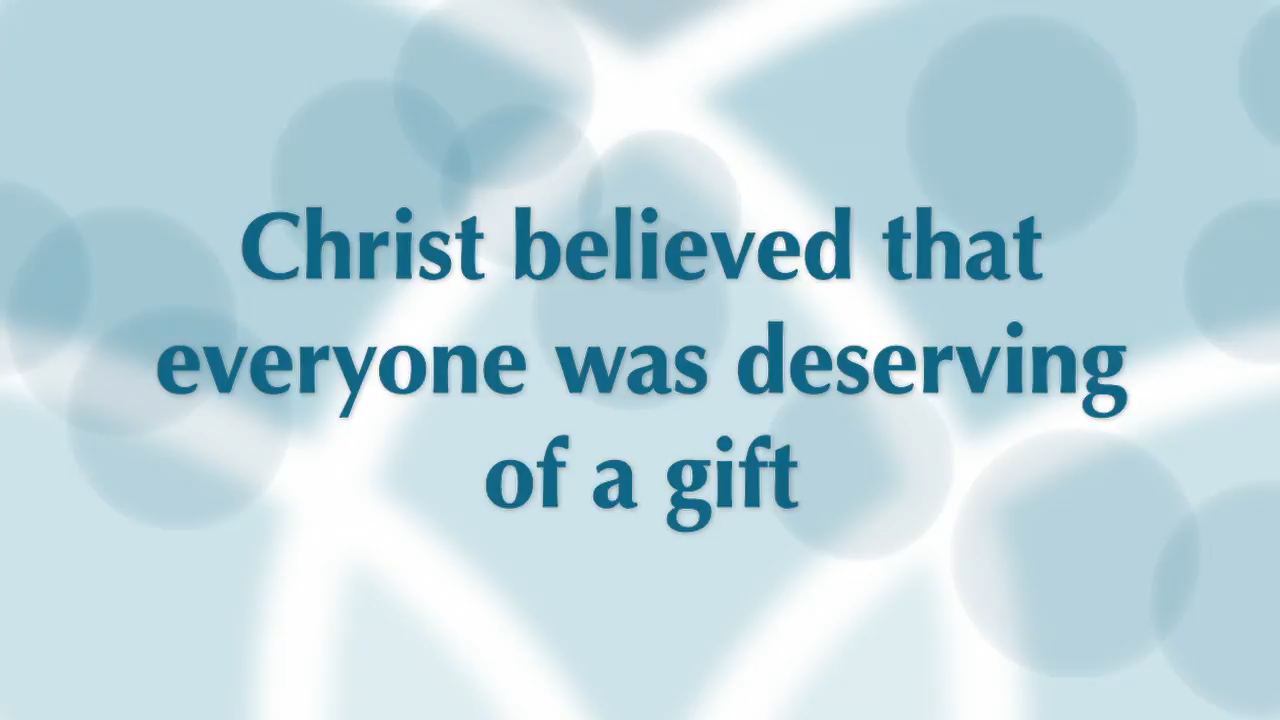 Christ believed that
everyone was deserving
of a gift